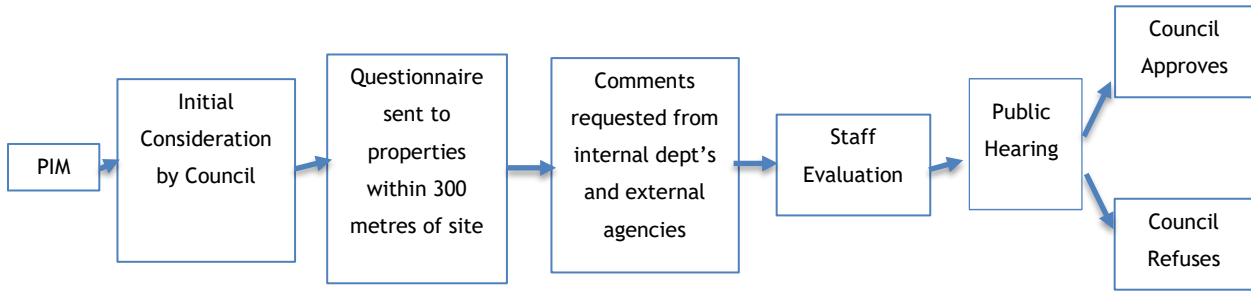 PIM
Initial
Consideration
by Council
Questionnaire
sent to
properties
within 300
metres of site
Comments
requested from
internal dept’s
and external
agencies
Staff
Evaluation
Public
Hearing
Council
Approves
Council
Refuses